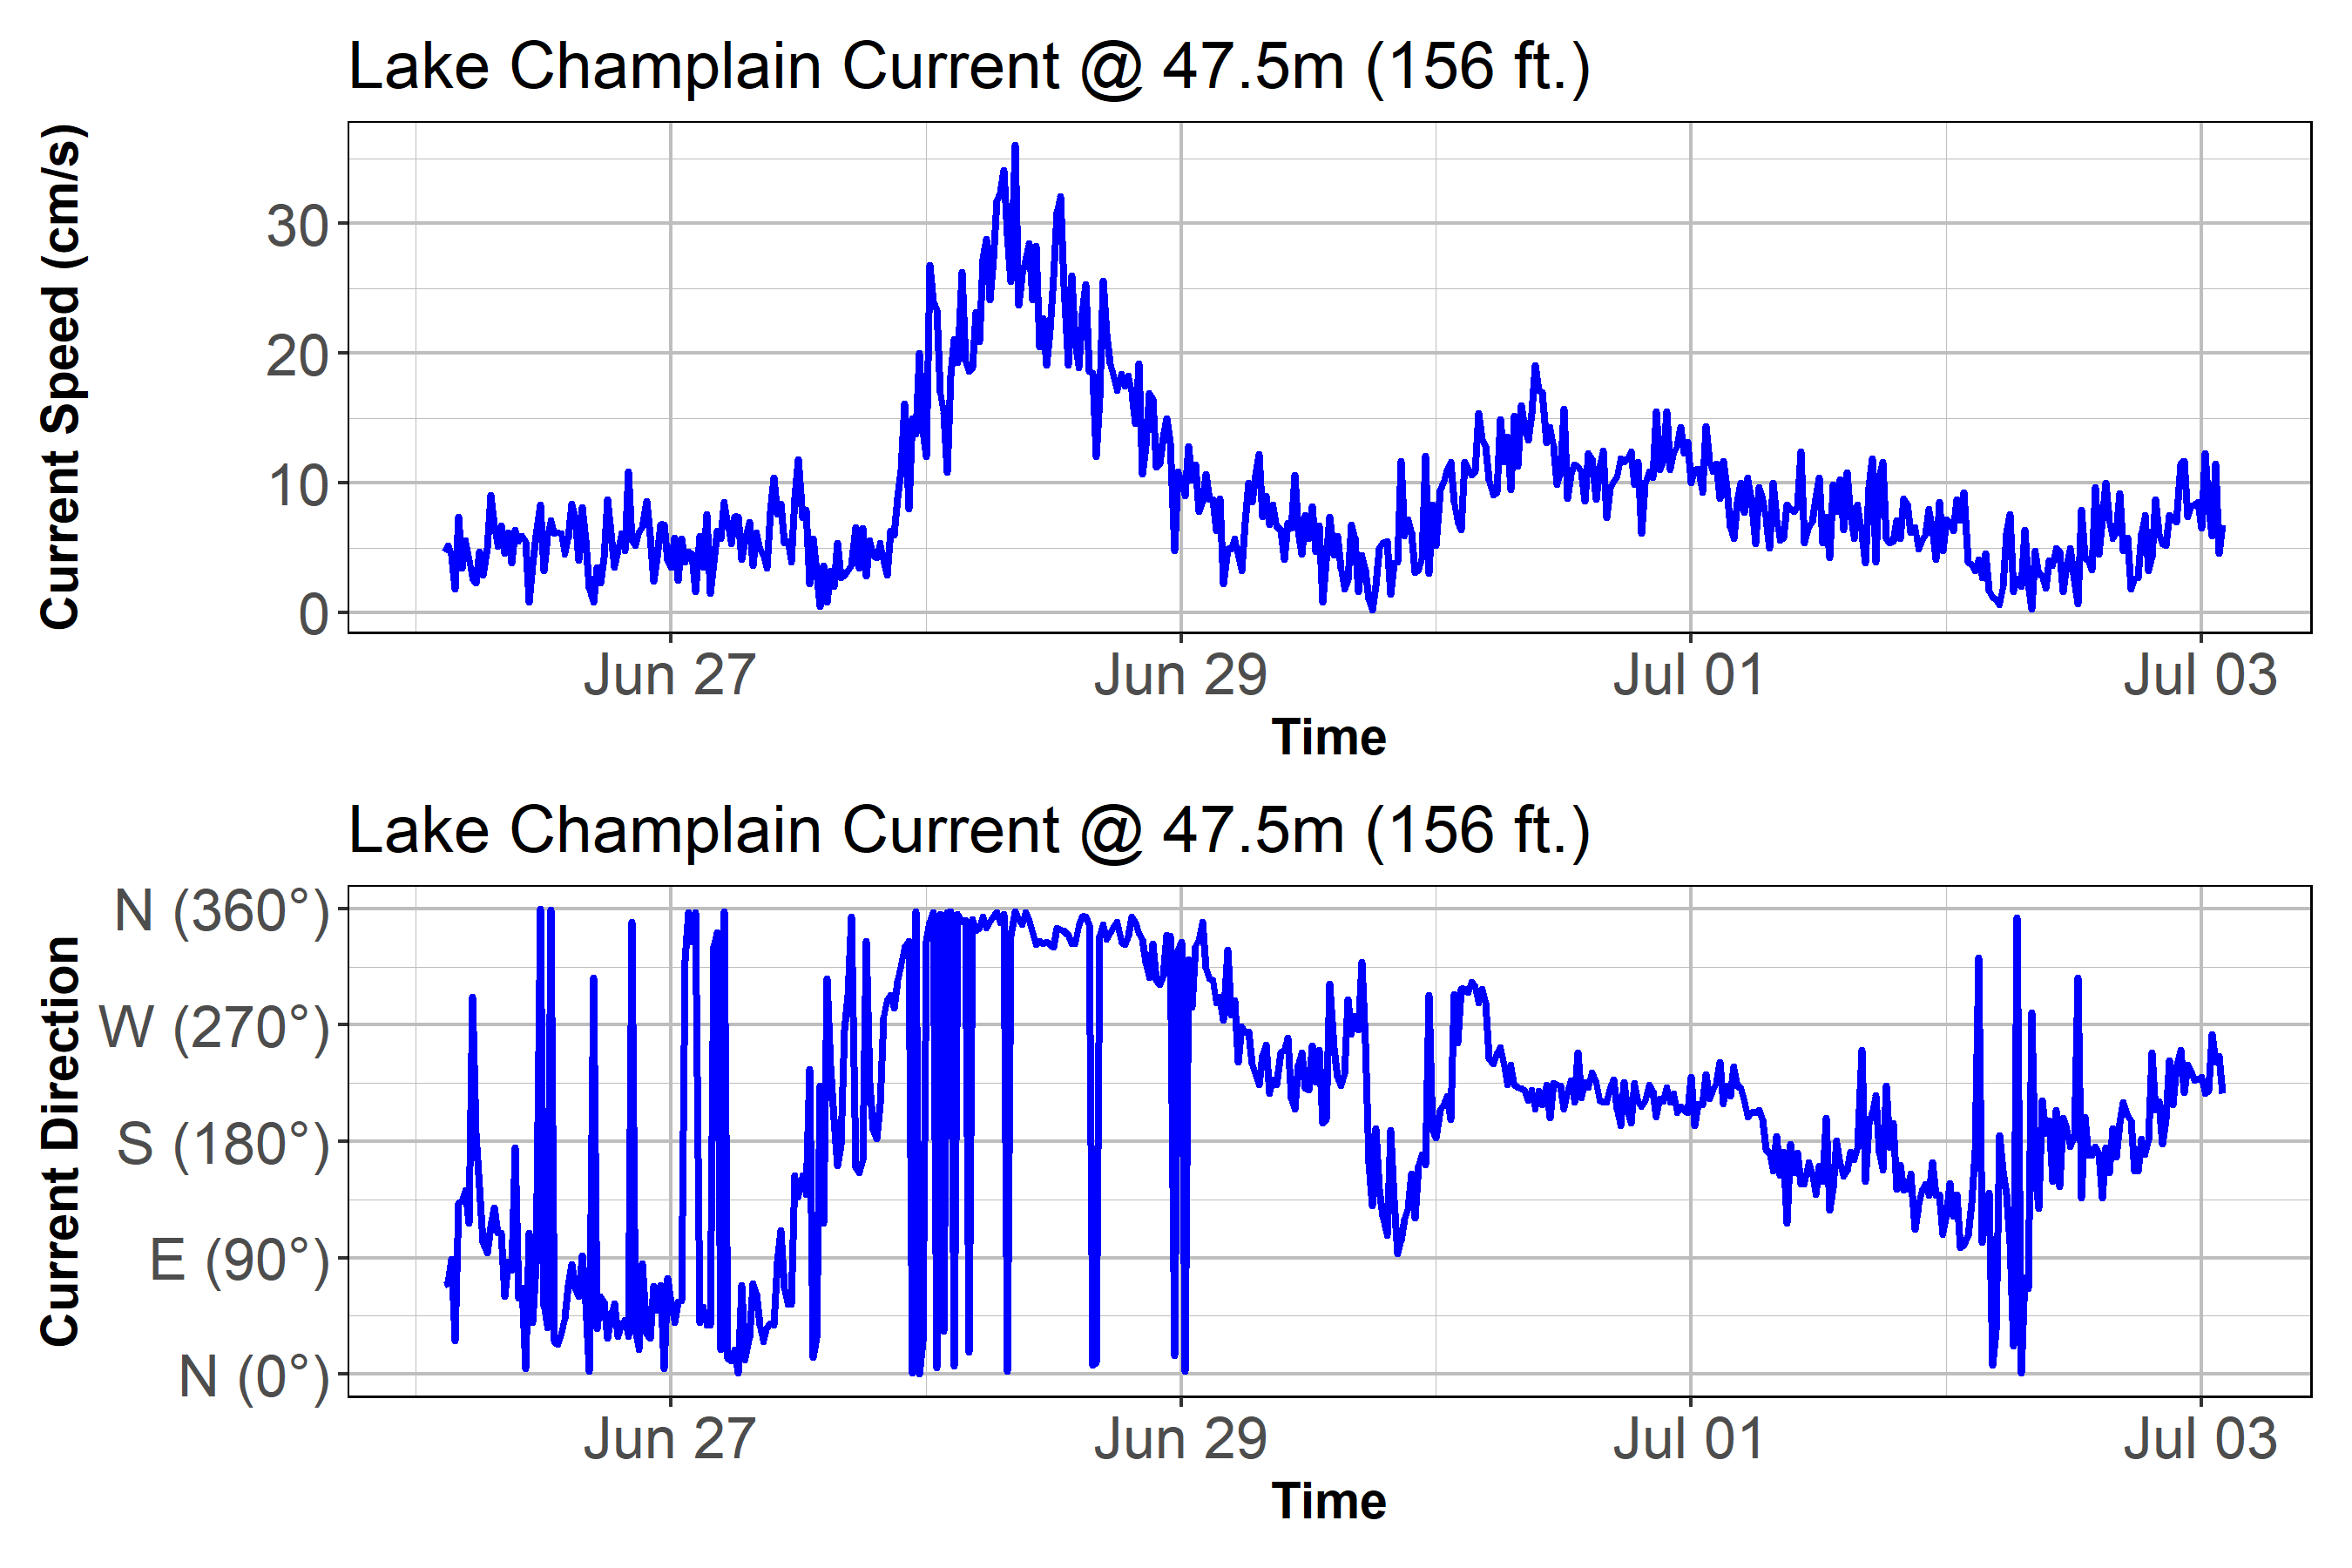 Lake Champlain Current @ 47.5m (156 ft.)
Current Speed (cm/s)
30
20
10
0
Jun 27 Jun 29 Jul 01 Jul 03
Time
Lake Champlain Current @ 47.5m (156 ft.)
Current Direction
N (360°)
W (270°)
S (180°)
E (90°)
N (0°)
Jun 27 Jun 29 Jul 01 Jul 03
Time